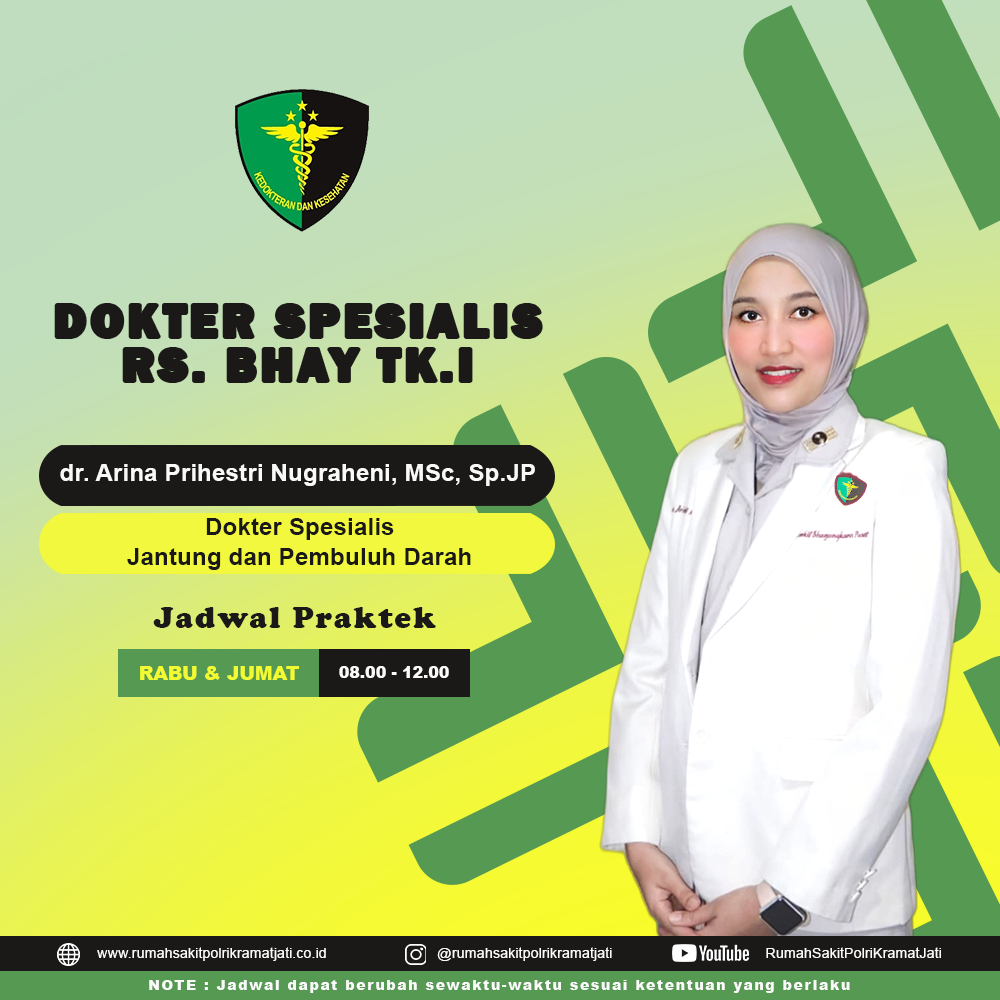 KEDOKTERAN DAN KESEHATAN
DOKTER SPESIALIS
RS. BHAY TK.I
dr. Arina Prihestri Nugraheni, MSc, Sp.JP
Dokter Spesialis
Jantung dan Pembuluh Darah
Jadwal Praktek
RABU & JUMAT 08.00 - 12.00
www.rumahsakitpolrikramatjati.co.id @rumahsakitpolrikramatjati YouTube RumahSakitPolriKramatJati
NOTE : Jadwal dapat berubah sewaktu-waktu sesuai ketentuan yang berlaku